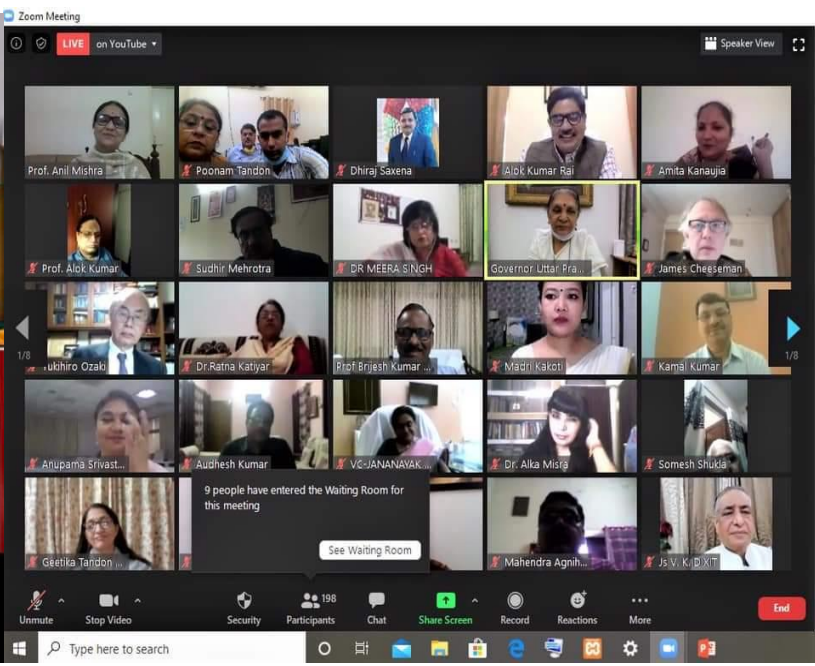 Zoom Meeting
LIVE on YouTube
Speaker View
Prof. Anil Mishra
Poonam Tandon
Dhiraj Saxena
Alok Kumar Rai
Amita Kanaujia
Prof. Alok Kumar
Sudhir Mehrotra
DR MEERA SINGH
Governor Uttar Pra...
James Cheeseman
1/8
ukihiro Ozaki
Dr.Ratna Katiyar
Prof Brijesh Kumar ...
Madri Kakoti
Kamal Kumar
1/8
Anupama Srivast...
Audhesh Kumar
VC-JANANAYAK ...
Dr. Alka Misra
Somesh Shukla
9 people have entered the Waiting Room for
this meeting
See Waiting Room
Geetika Tandon ...
Mahendra Agnih...
Js V. K. DIXIT
Unmute
Stop Video
Security
Participants
198
Chat
Share Screen
Record
Reactions
More
End
Type here to search